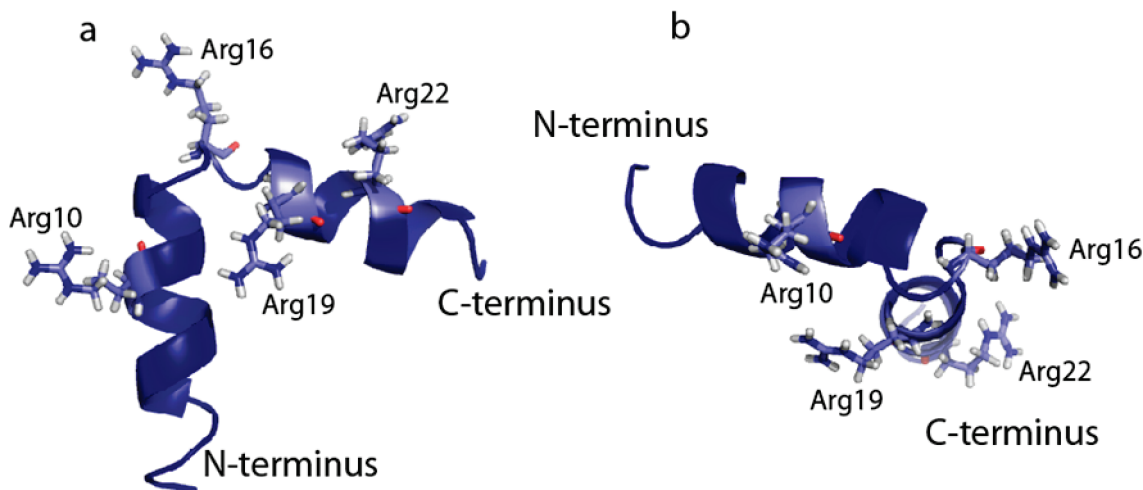 a
Arg16
Arg22
Arg10
Arg19
C-terminus
N-terminus
b
N-terminus
Arg10
Arg16
Arg19
Arg22
C-terminus